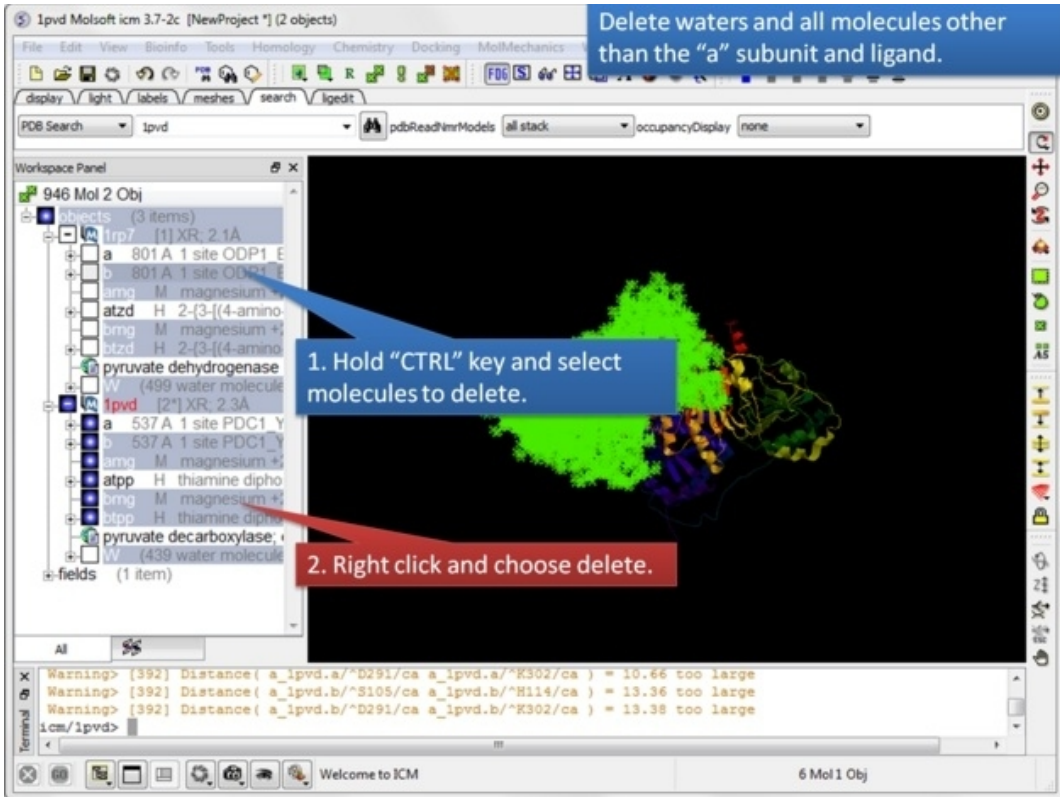 1pvd Molsoft icm 3.7-2c [NewProject *] (2 objects)
Delete waters and all molecules other
than the “a” subunit and ligand.
File Edit View Bioinfo Tools Homology Chemistry Docking MolMechanics
display light labels meshes search ligedit
PDB Search 1pvd pdbReadNmrModels all stack occupancyDisplay none
Workspace Panel
946 Mol 2 Obj
objects (3 items)
1rp7 [1] XR; 2.1Å
a 801 A 1 site ODP1_E
b 801 A 1 site ODP1_E
amg M magnesium +2
atzd H 2-{3-[(4-amino-
bmg M magnesium +2
btzd H 2-{3-[(4-amino
pyruvate dehydrogenase
W (499 water molecule
1pvd [2*] XR; 2.3Å
a 537 A 1 site PDC1_Y
b 537 A 1 site PDC1_Y
amg M magnesium +2
atpp H thiamine dipho
bmg M magnesium +2
btpp H thiamine dipho
pyruvate decarboxylase;
W (439 water molecule
fields (1 item)
1. Hold “CTRL” key and select
molecules to delete.
2. Right click and choose delete.
All
Warning> [392] Distance( a_1pvd.a/^D291/ca a_1pvd.a/^K302/ca ) = 10.66 too large
Warning> [392] Distance( a_1pvd.b/^S105/ca a_1pvd.b/^H114/ca ) = 13.36 too large
Warning> [392] Distance( a_1pvd.b/^D291/ca a_1pvd.b/^K302/ca ) = 13.38 too large
icm/1pvd>
Terminal
Welcome to ICM
6 Mol 1 Obj